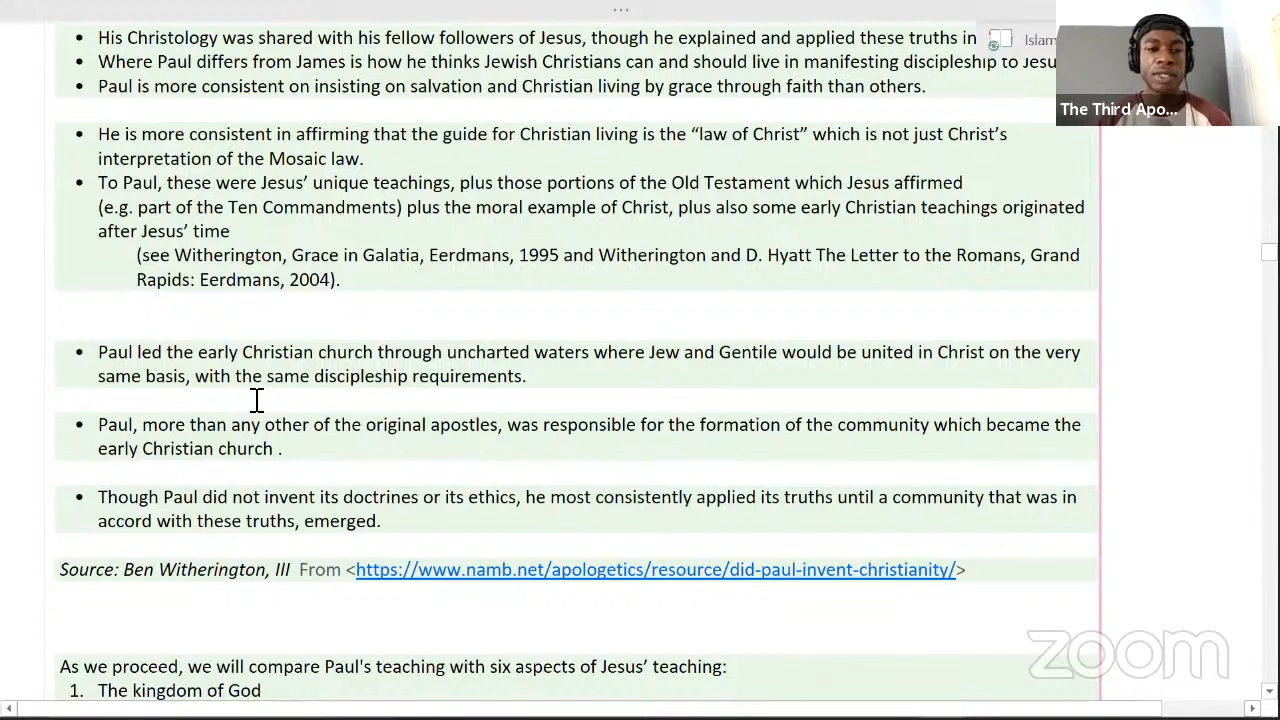 • His Christology was shared with his fellow followers of Jesus, though he explained and applied these truths in
Islam
• Where Paul differs from James is how he thinks Jewish Christians can and should live in manifesting discipleship to Jesu
• Paul is more consistent on insisting on salvation and Christian living by grace through faith than others.
The Third Apo...
• He is more consistent in affirming that the guide for Christian living is the “law of Christ” which is not just Christ’s
interpretation of the Mosaic law.
• To Paul, these were Jesus’ unique teachings, plus those portions of the Old Testament which Jesus affirmed
(e.g. part of the Ten Commandments) plus the moral example of Christ, plus also some early Christian teachings originated
after Jesus’ time
(see Witherington, Grace in Galatia, Eerdmans, 1995 and Witherington and D. Hyatt The Letter to the Romans, Grand
Rapids: Eerdmans, 2004).
• Paul led the early Christian church through uncharted waters where Jew and Gentile would be united in Christ on the very
same basis, with the same discipleship requirements.
• Paul, more than any other of the original apostles, was responsible for the formation of the community which became the
early Christian church .
• Though Paul did not invent its doctrines or its ethics, he most consistently applied its truths until a community that was in
accord with these truths, emerged.
Source: Ben Witherington, III From <https://www.namb.net/apologetics/resource/did-paul-invent-christianity/>
zoom
As we proceed, we will compare Paul's teaching with six aspects of Jesus’ teaching:
1. The kingdom of God